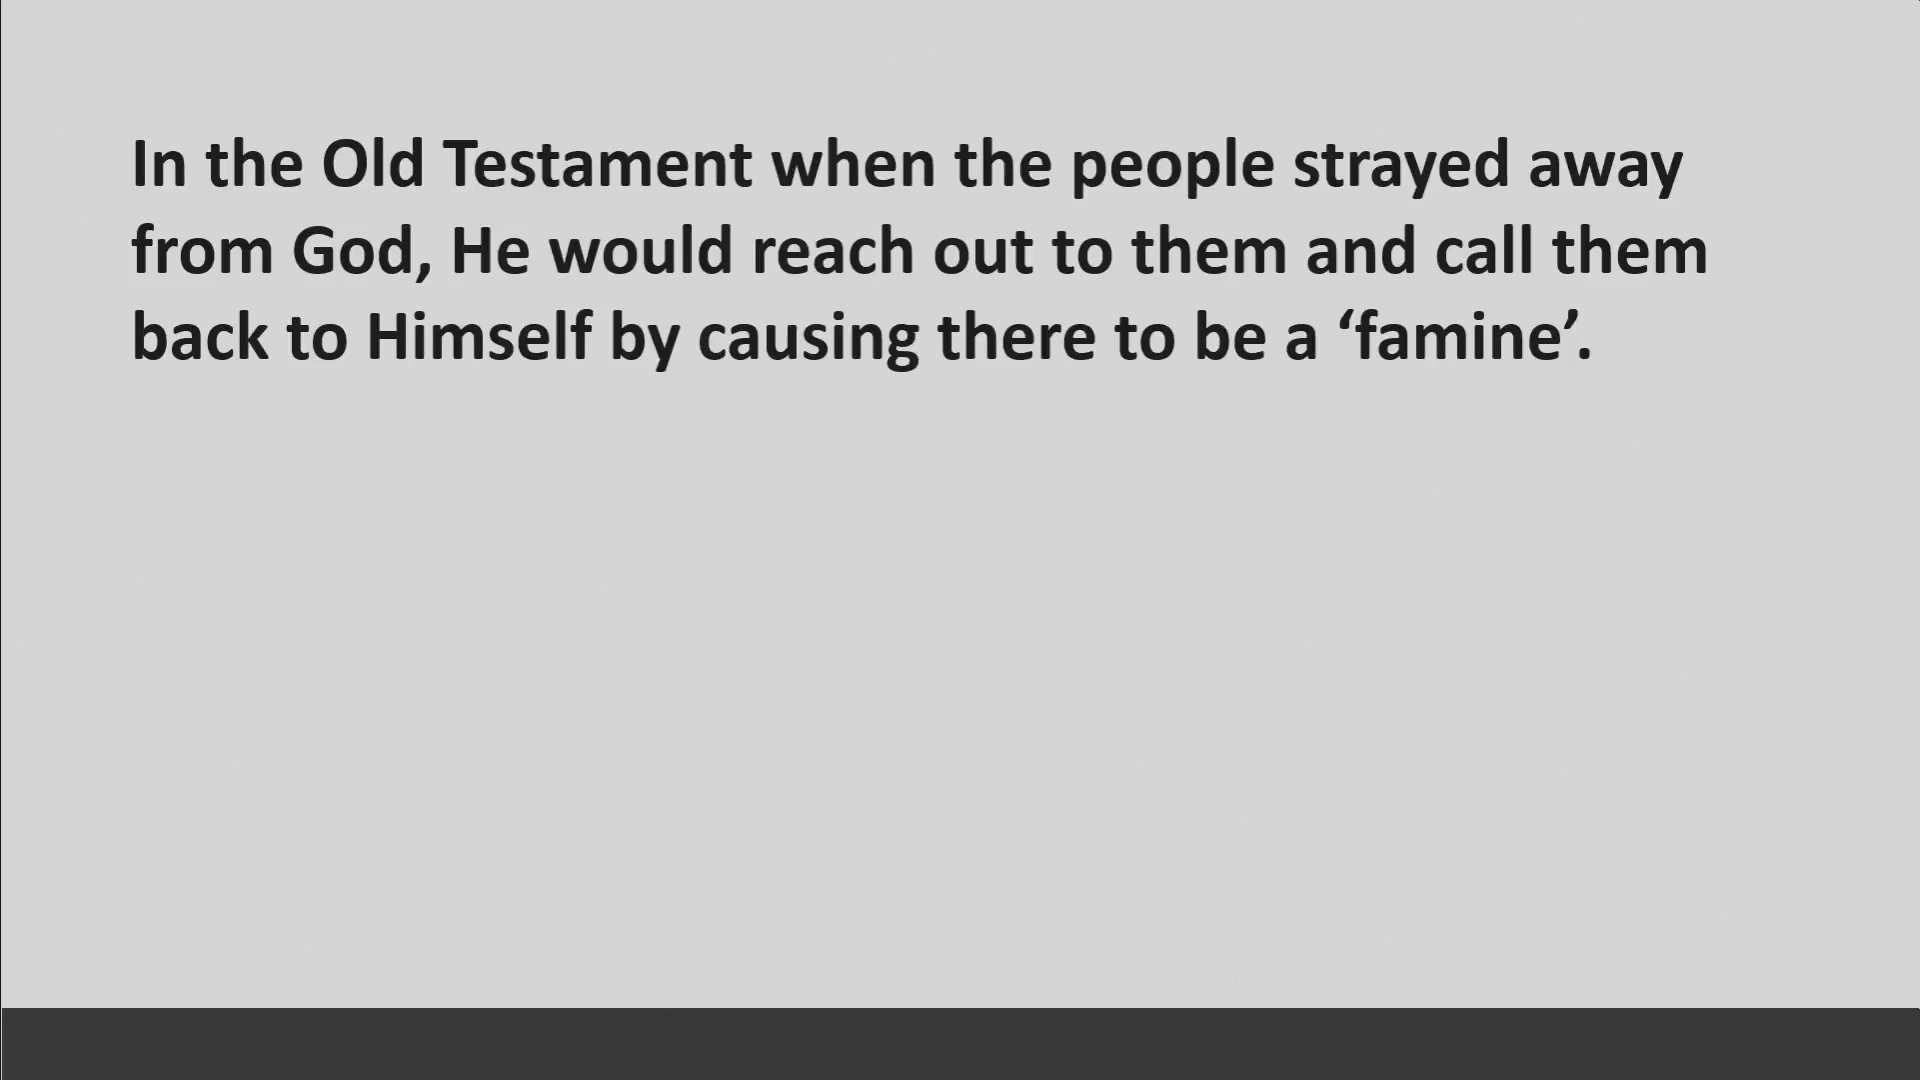 In the Old Testament when the people strayed away
from God, He would reach out to them and call them
back to Himself by causing there to be a ‘famine’.